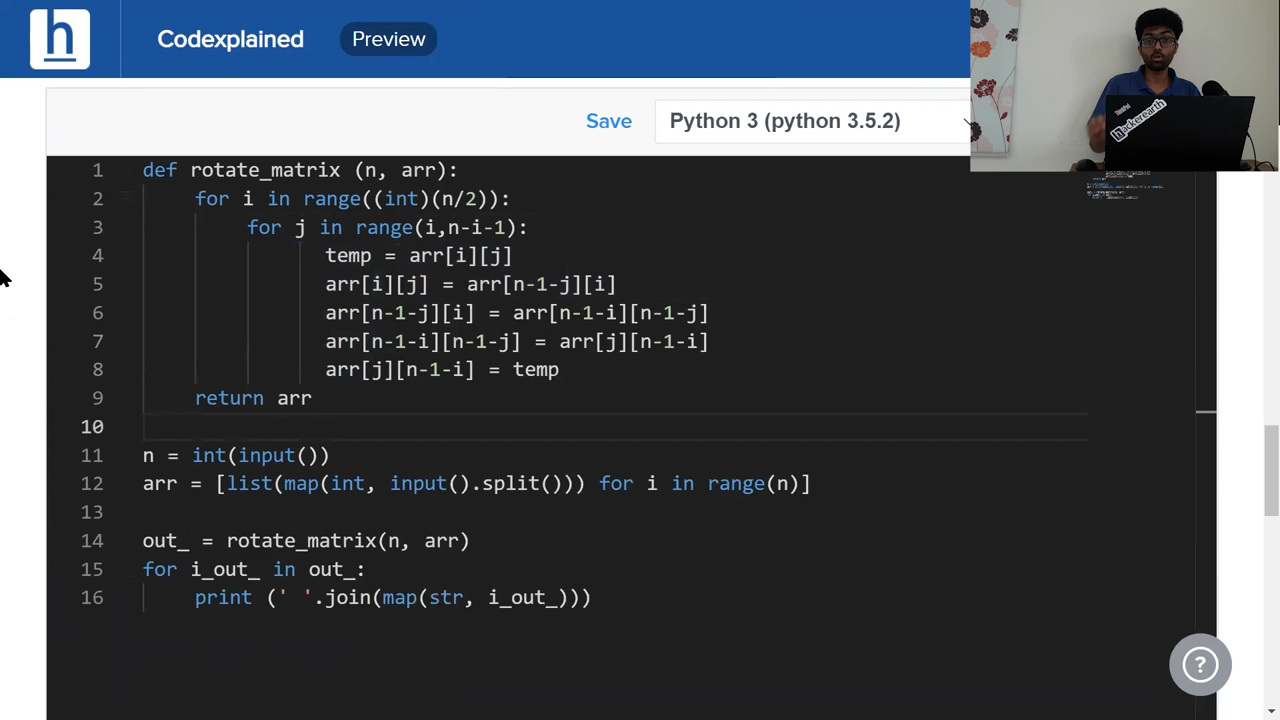 h Codexplained Preview
Save Python 3 (python 3.5.2)
hackerearth
1 def rotate_matrix (n, arr):
2 for i in range((int)(n/2)):
3 for j in range(i,n-i-1):
4 temp = arr[i][j]
5 arr[i][j] = arr[n-1-j][i]
6 arr[n-1-j][i] = arr[n-1-i][n-1-j]
7 arr[n-1-i][n-1-j] = arr[j][n-1-i]
8 arr[j][n-1-i] = temp
9 return arr
10
11 n = int(input())
12 arr = [list(map(int, input().split())) for i in range(n)]
13
14 out_ = rotate_matrix(n, arr)
15 for i_out_ in out_:
16 print (' '.join(map(str, i_out_)))
?